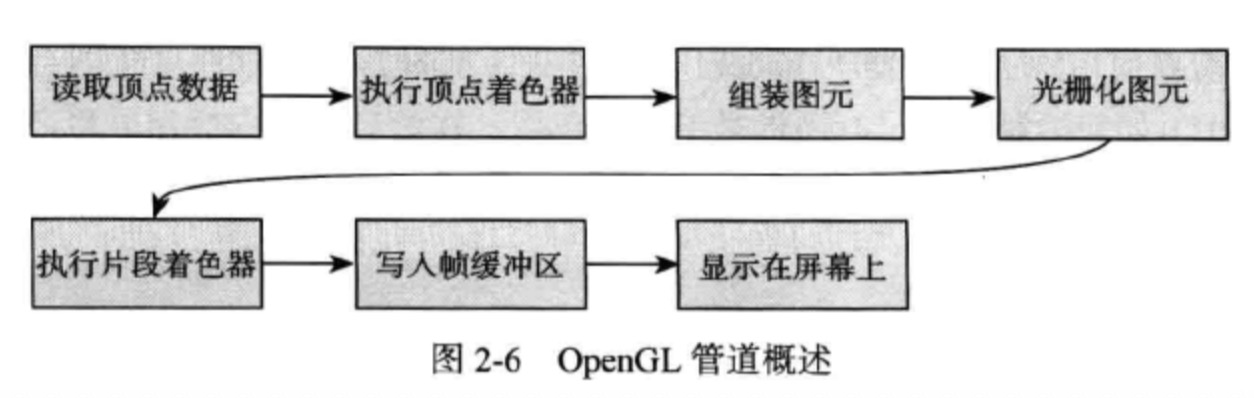 读取顶点数据
执行顶点着色器
组装图元
光栅化图元
执行片段着色器
写入帧缓冲区
显示在屏幕上
图 2-6 OpenGL 管道概述